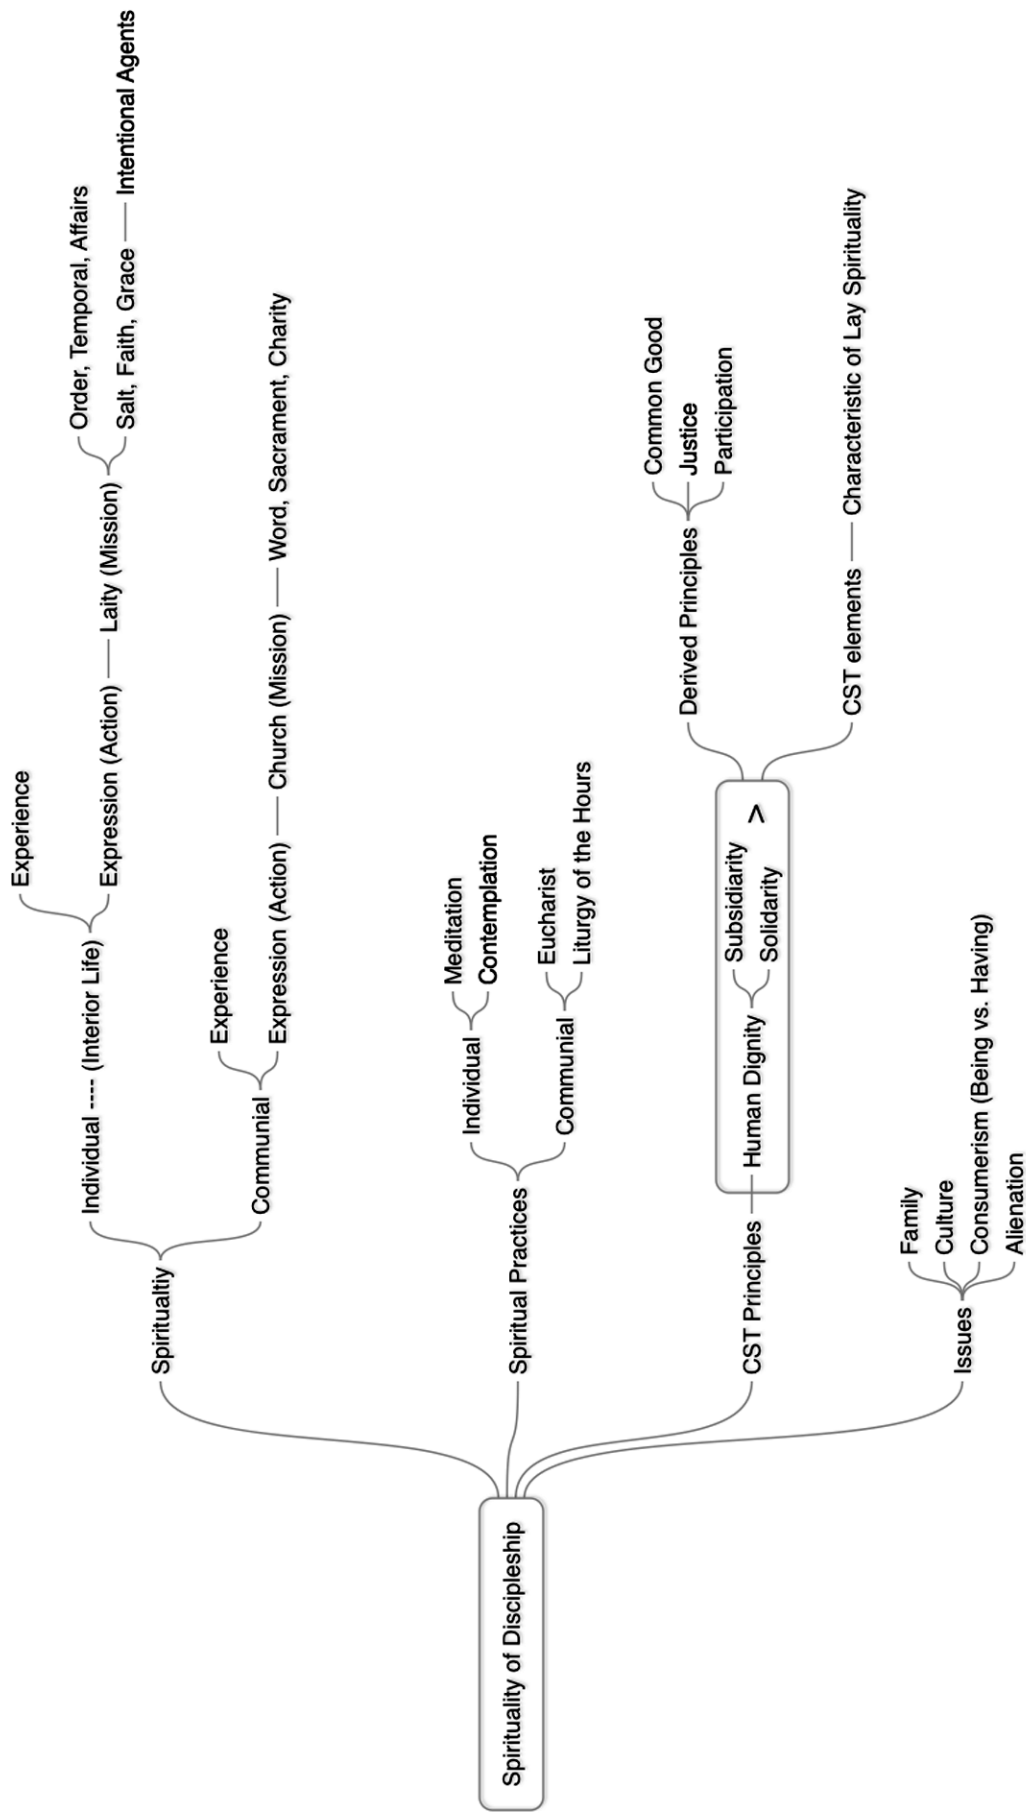 Spirituality of Discipleship
Spiritualtiy
Individual ---- (Interior Life)
Experience
Expression (Action)
Laity (Mission)
Order, Temporal, Affairs
Salt, Faith, Grace
Intentional Agents
Communial
Experience
Expression (Action)
Church (Mission)
Word, Sacrament, Charity
Spiritual Practices
Individual
Meditation
Contemplation
Communial
Eucharist
Liturgy of the Hours
CST Principles
Human Dignity
Subsidiarity
Solidarity
>
Derived Principles
Common Good
Justice
Participation
CST elements
Characteristic of Lay Spirituality
Issues
Family
Culture
Consumerism (Being vs. Having)
Alienation